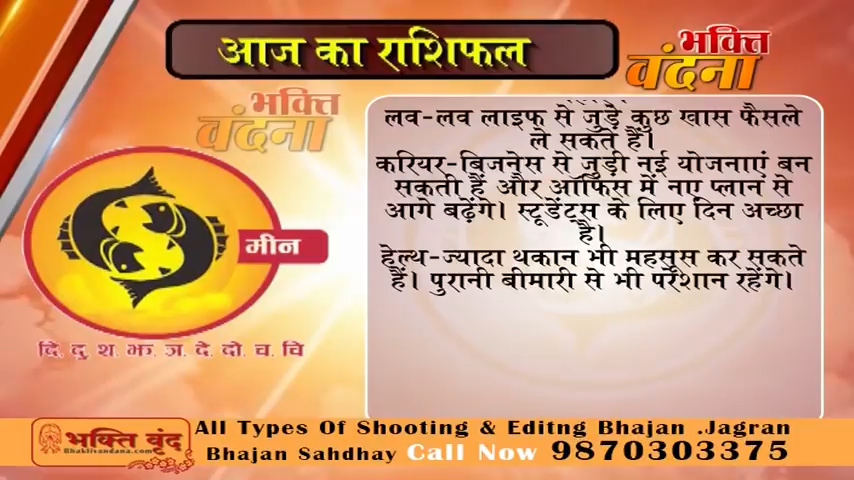 आज का राशिफल
भक्ति
वंदना
भक्ति
वंदना
लव-लव लाइफ से जुड़े कुछ खास फैसले
ले सकते हैं।
करियर-बिजनेस से जुड़ी नई योजनाएं बन
सकती हैं और ऑफिस में नए प्लान से
आगे बढ़ेंगे। स्टूडेंट्स के लिए दिन अच्छा
है।
हेल्थ-ज्यादा थकान भी महसूस कर सकते
हैं। पुरानी बीमारी से भी परेशान रहेंगे।
मीन
दि. दु. श. झ. ञ. दे. दो. च. चि
भक्ति वृंद
Bhaktivandana.com
All Types Of Shooting & Editng Bhajan .Jagran
Bhajan Sahdhay Call Now 9870303375